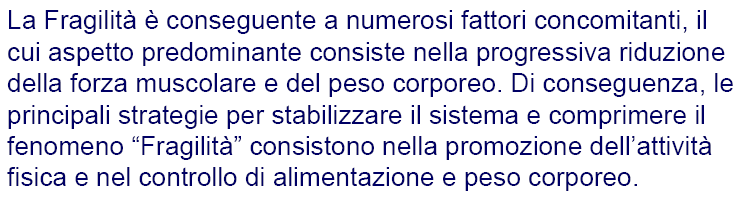 La Fragilità è conseguente a numerosi fattori concomitanti, il
cui aspetto predominante consiste nella progressiva riduzione
della forza muscolare e del peso corporeo. Di conseguenza, le
principali strategie per stabilizzare il sistema e comprimere il
fenomeno “Fragilità” consistono nella promozione dell’attività
fisica e nel controllo di alimentazione e peso corporeo.